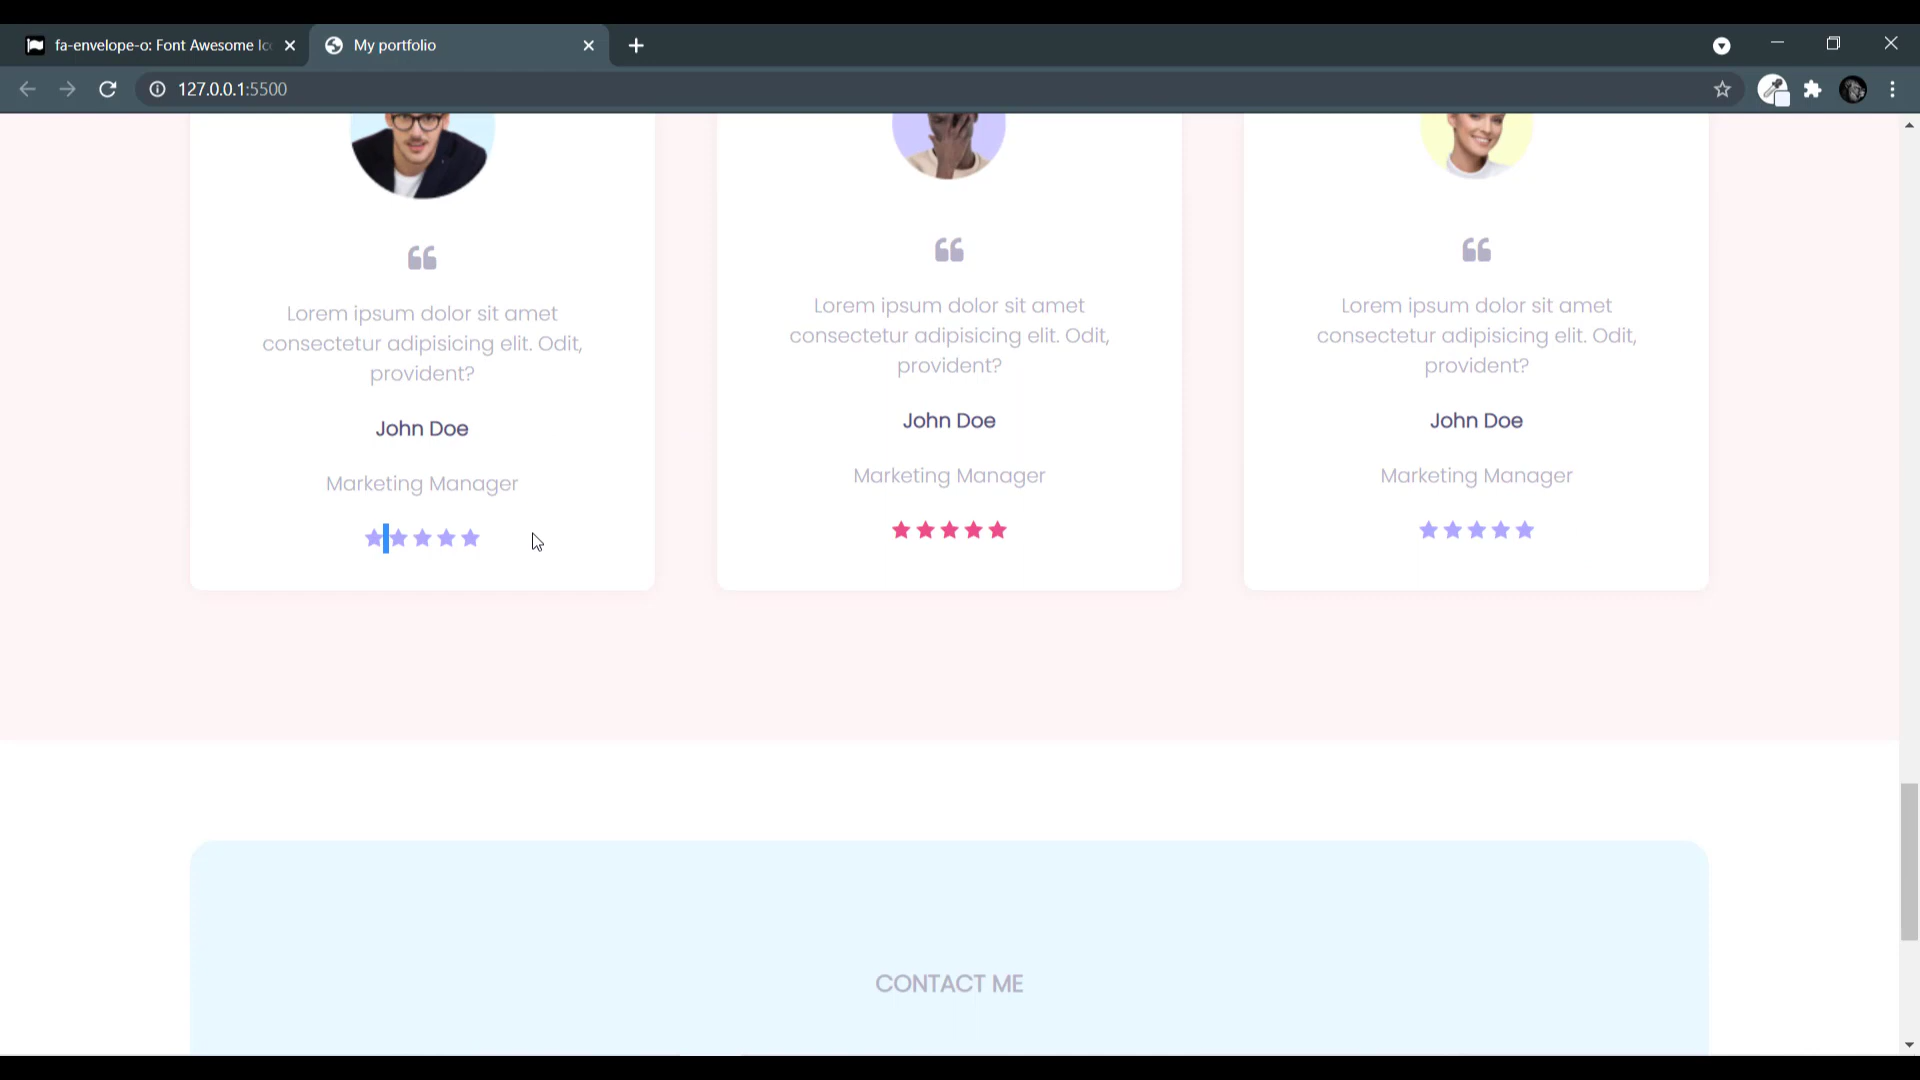 fa-envelope-o: Font Awesome Ic
My portfolio
127.0.0.1:5500
Lorem ipsum dolor sit amet
consectetur adipisicing elit. Odit,
provident?
John Doe
Marketing Manager
Lorem ipsum dolor sit amet
consectetur adipisicing elit. Odit,
provident?
John Doe
Marketing Manager
Lorem ipsum dolor sit amet
consectetur adipisicing elit. Odit,
provident?
John Doe
Marketing Manager
CONTACT ME